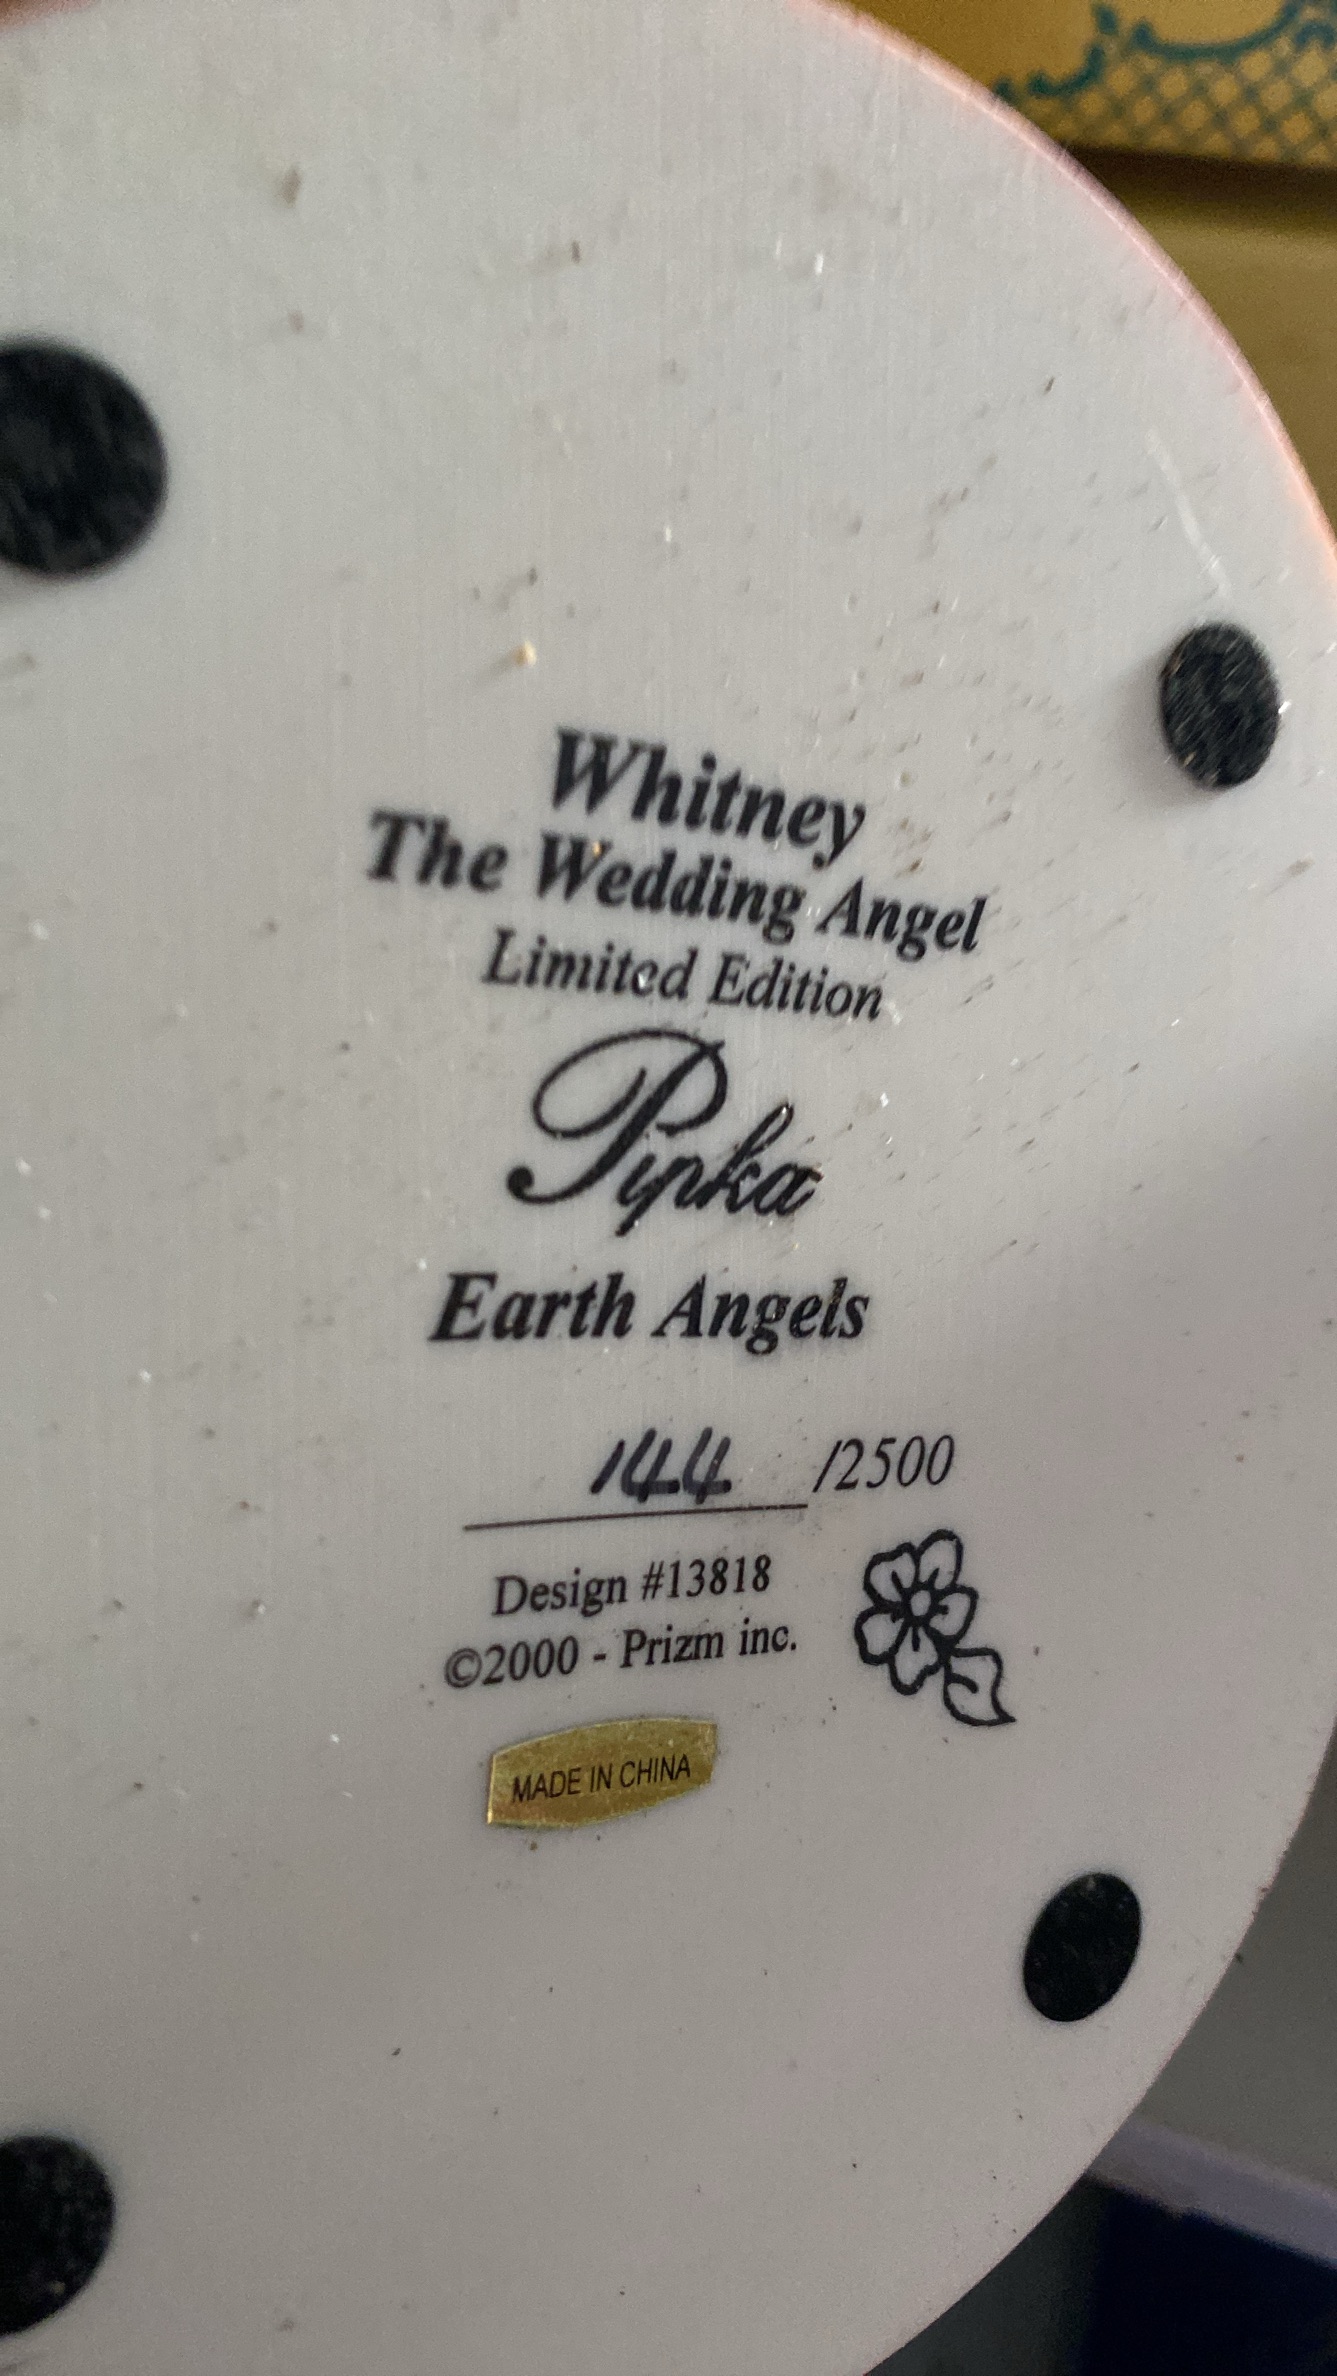 Whitney
The Wedding Angel
Limited Edition
Pipka
Earth Angels
144 /2500
Design #13818
©2000 - Prizm inc.
MADE IN CHINA